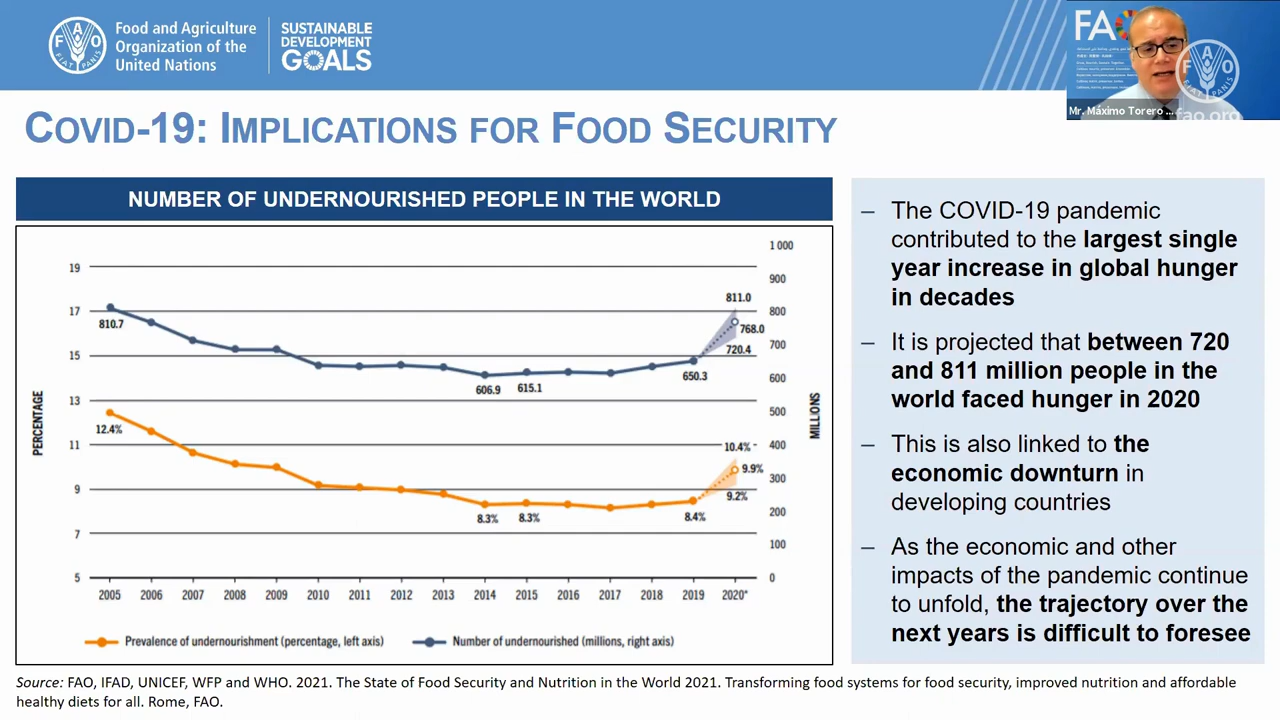 Food and Agriculture
Organization of the
United Nations
SUSTAINABLE
DEVELOPMENT
GOALS
F A O
FIAT PANIS
FAO
F A O
FIAT PANIS
Mr. Máximo Torero ...
fao.org
COVID-19: IMPLICATIONS FOR FOOD SECURITY
NUMBER OF UNDERNOURISHED PEOPLE IN THE WORLD
PERCENTAGE
19
17
15
13
11
9
7
5
1 000
900
800
700
600
500
400
300
200
100
0
MILLIONS
810.7
606.9
615.1
650.3
811.0
768.0
720.4
12.4%
8.3%
8.3%
8.4%
10.4%
9.9%
9.2%
2005 2006 2007 2008 2009 2010 2011 2012 2013 2014 2015 2016 2017 2018 2019 2020*
Prevalence of undernourishment (percentage, left axis)
Number of undernourished (millions, right axis)
– The COVID-19 pandemic
contributed to the largest single
year increase in global hunger
in decades
– It is projected that between 720
and 811 million people in the
world faced hunger in 2020
– This is also linked to the
economic downturn in
developing countries
– As the economic and other
impacts of the pandemic continue
to unfold, the trajectory over the
next years is difficult to foresee
Source: FAO, IFAD, UNICEF, WFP and WHO. 2021. The State of Food Security and Nutrition in the World 2021. Transforming food systems for food security, improved nutrition and affordable
healthy diets for all. Rome, FAO.